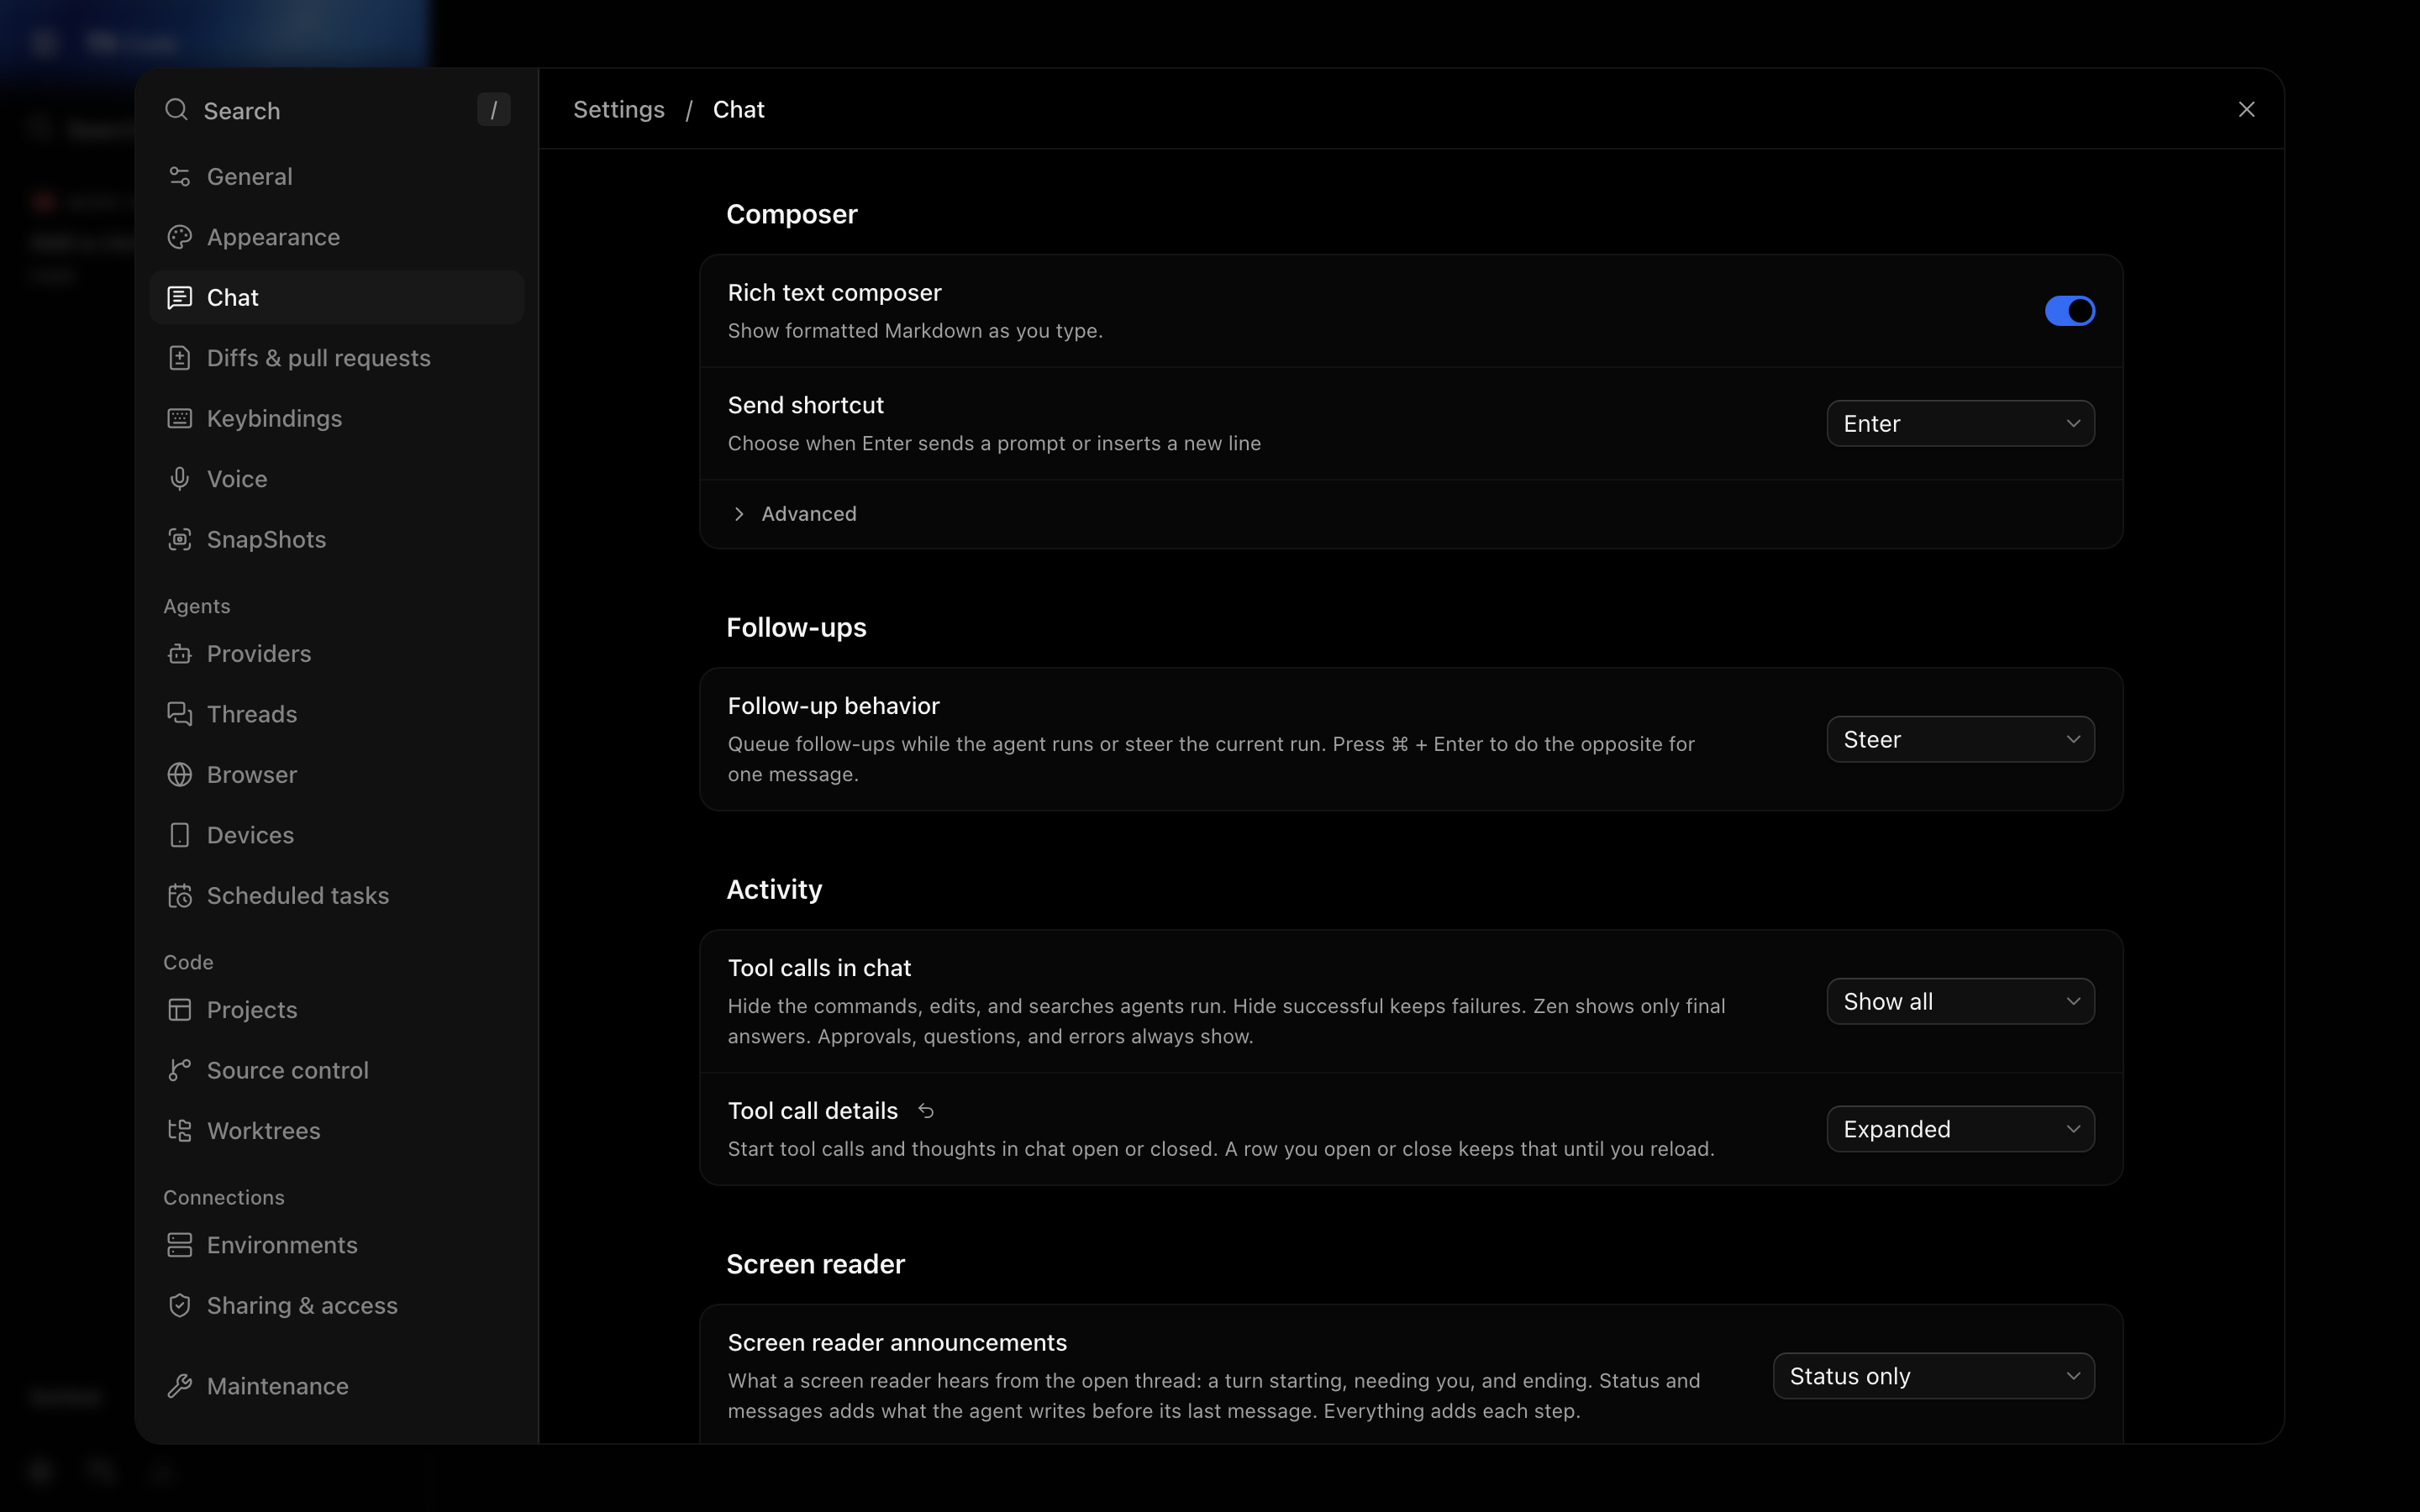 Search /
General
Appearance
Chat
Diffs & pull requests
Keybindings
Voice
SnapShots
Agents
Providers
Threads
Browser
Devices
Scheduled tasks
Code
Projects
Source control
Worktrees
Connections
Environments
Sharing & access
Maintenance
Settings / Chat
Composer
Rich text composer
Show formatted Markdown as you type.
Send shortcut
Choose when Enter sends a prompt or inserts a new line
Enter
Advanced
Follow-ups
Follow-up behavior
Queue follow-ups while the agent runs or steer the current run. Press ⌘ + Enter to do the opposite for
one message.
Steer
Activity
Tool calls in chat
Hide the commands, edits, and searches agents run. Hide successful keeps failures. Zen shows only final
answers. Approvals, questions, and errors always show.
Show all
Tool call details
Start tool calls and thoughts in chat open or closed. A row you open or close keeps that until you reload.
Expanded
Screen reader
Screen reader announcements
What a screen reader hears from the open thread: a turn starting, needing you, and ending. Status and
messages adds what the agent writes before its last message. Everything adds each step.
Status only